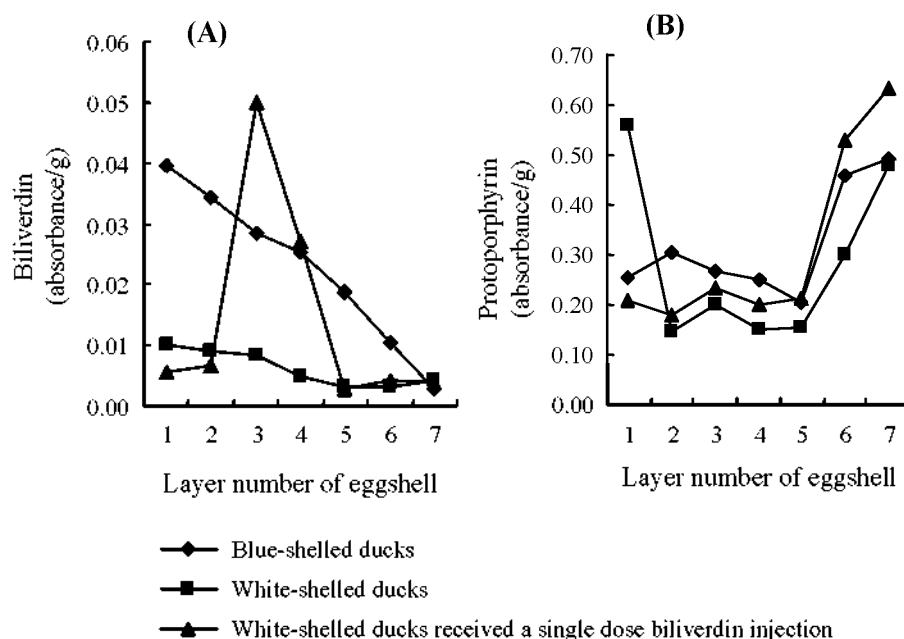 (A)
Biliverdin
(absorbance/g)
0.06
0.05
0.04
0.03
0.02
0.01
0.00
1 2 3 4 5 6 7
Layer number of eggshell
(B)
Protoporphyrin
(absorbance/g)
0.70
0.60
0.50
0.40
0.30
0.20
0.10
0.00
1 2 3 4 5 6 7
Layer number of eggshell
Blue-shelled ducks
White-shelled ducks
White-shelled ducks received a single dose biliverdin injection